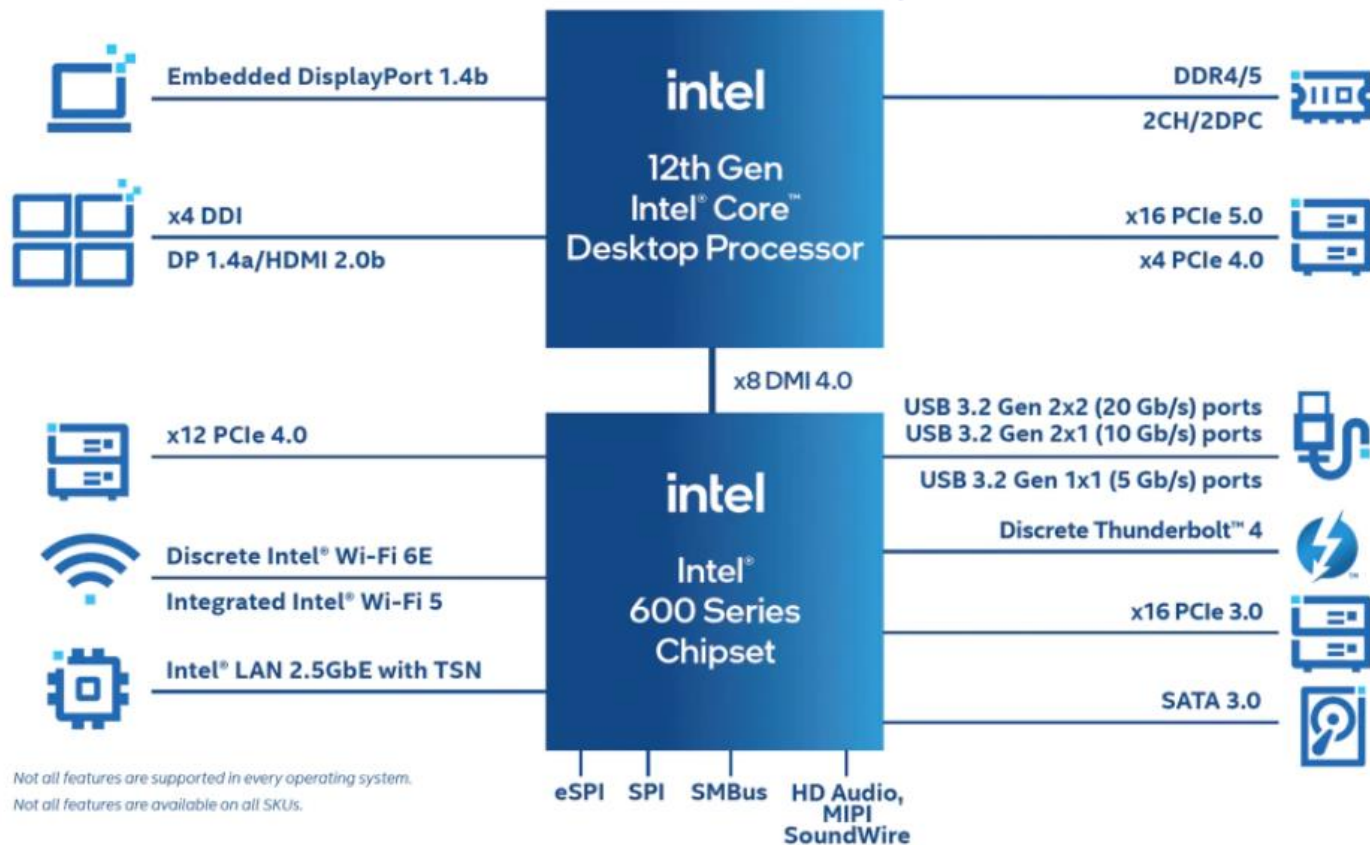 Embedded DisplayPort 1.4b
x4 DDI
DP 1.4a/HDMI 2.0b
intel
12th Gen
Intel® Core™
Desktop Processor
DDR4/5
2CH/2DPC
x16 PCIe 5.0
x4 PCIe 4.0
x8 DMI 4.0
x12 PCIe 4.0
Discrete Intel® Wi-Fi 6E
Integrated Intel® Wi-Fi 5
Intel® LAN 2.5GbE with TSN
intel
Intel®
600 Series
Chipset
USB 3.2 Gen 2x2 (20 Gb/s) ports
USB 3.2 Gen 2x1 (10 Gb/s) ports
USB 3.2 Gen 1x1 (5 Gb/s) ports
Discrete Thunderbolt™ 4
TM
x16 PCIe 3.0
SATA 3.0
eSPI
SPI
SMBus
HD Audio,
MIPI
SoundWire
Not all features are supported in every operating system.
Not all features are available on all SKUs.